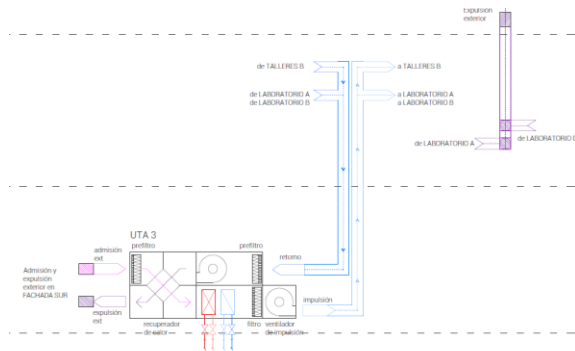 Expulsión
exterior
de TALLERES B
a TALLERES B
de LABORATORIO A
de LABORATORIO B
a LABORATORIO A
a LABORATORIO B
de LABORATORIO A
de LABORATORIO B
UTA 3
admisión
ext
prefiltro
prefiltro
retorno
Admisión y
expulsión
exterior en
FACHADA SUR
expulsión
ext
impulsión
recuperador
de calor
filtro
ventilador
de impulsión